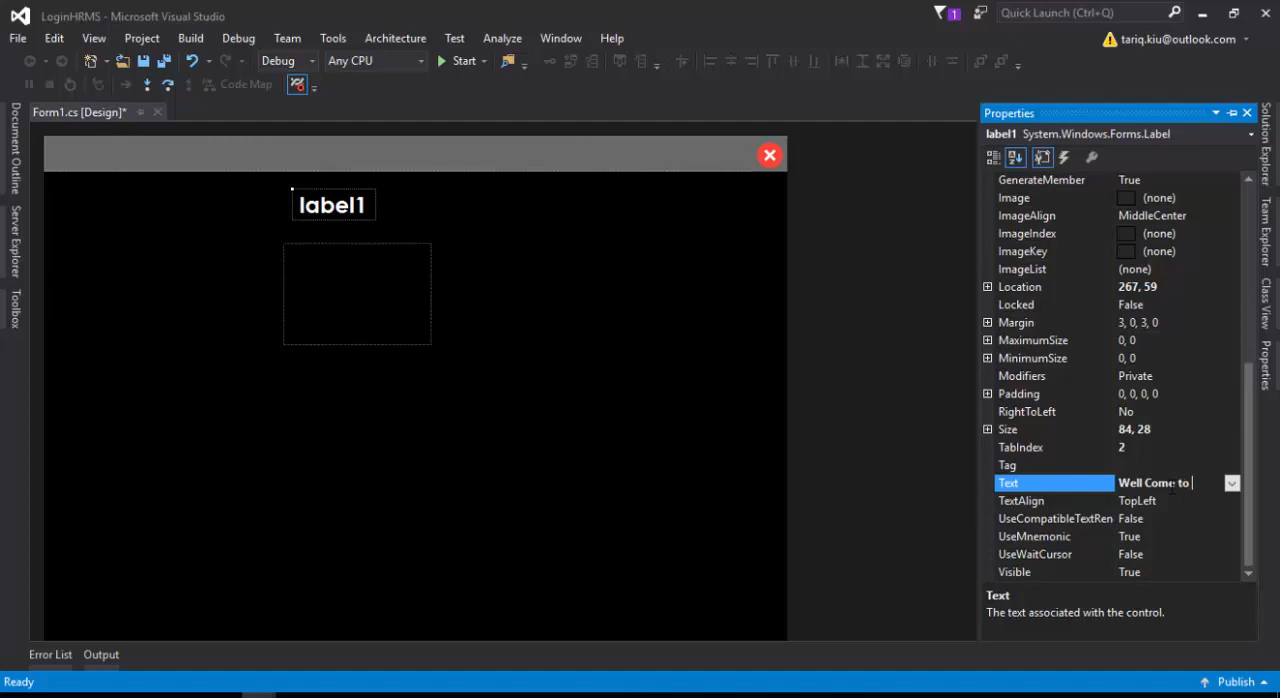 LoginHRMS - Microsoft Visual Studio
1
Quick Launch (Ctrl+Q)
File Edit View Project Build Debug Team Tools Architecture Test Analyze Window Help
tariq.kiu@outlook.com
Debug Any CPU Start
Code Map
Form1.cs [Design]*
Document Outline
Server Explorer
Toolbox
label1
Properties
label1 System.Windows.Forms.Label
GenerateMember True
Image (none)
ImageAlign MiddleCenter
ImageIndex (none)
ImageKey (none)
ImageList (none)
Location 267, 59
Locked False
Margin 3, 0, 3, 0
MaximumSize 0, 0
MinimumSize 0, 0
Modifiers Private
Padding 0, 0, 0, 0
RightToLeft No
Size 84, 28
TabIndex 2
Tag
Text Well Come to
TextAlign TopLeft
UseCompatibleTextRen False
UseMnemonic True
UseWaitCursor False
Visible True
Text
The text associated with the control.
Solution Explorer
Team Explorer
Class View
Properties
Error List Output
Ready
Publish